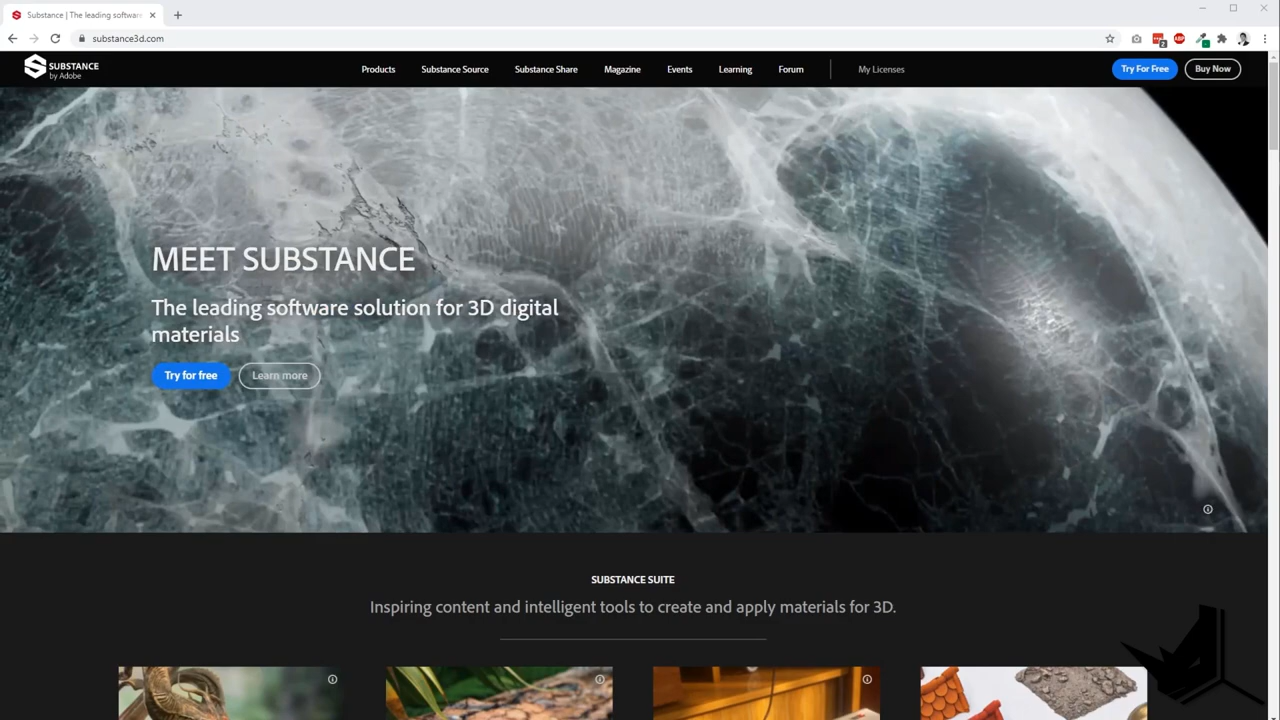 Substance | The leading software
substance3d.com
SUBSTANCE
by Adobe
Products
Substance Source
Substance Share
Magazine
Events
Learning
Forum
My Licenses
Try For Free
Buy Now
MEET SUBSTANCE
The leading software solution for 3D digital
materials
Try for free
Learn more
SUBSTANCE SUITE
Inspiring content and intelligent tools to create and apply materials for 3D.